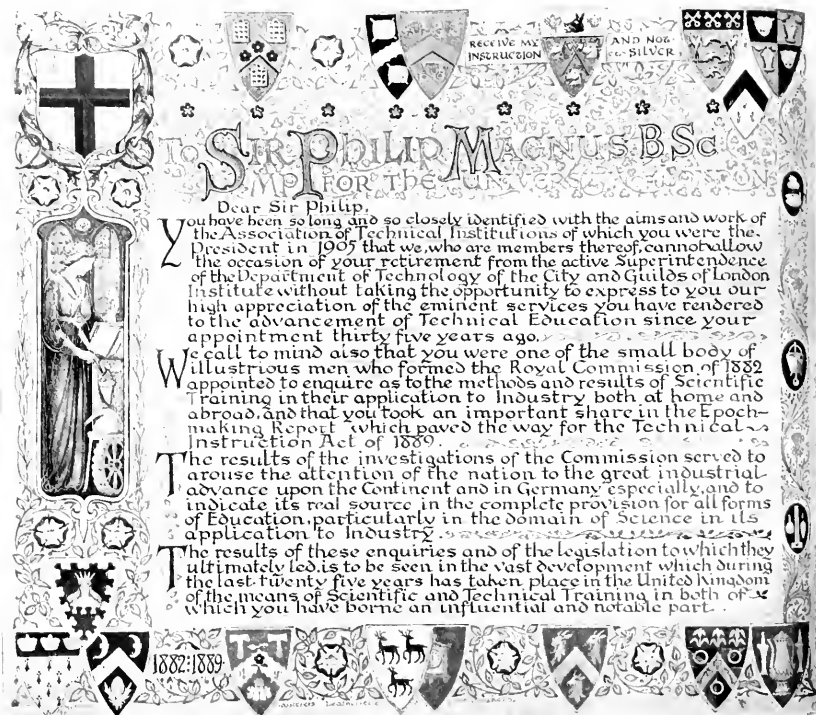 RECEIVE MY AND NOT
INSTRUCTION SILVER
TO SIR PHILIP MAGNUS. B Sc
MP FOR THE
Dear Sir Philip,
You have been so long and so closely identified with the aims and work of
the Association of Technical Institutions of which you were the
President in 1905 that we, who are members thereof, cannot allow
the occasion of your retirement from the active Superintendence
of the Department of Technology of the City and Guilds of London
Institute without taking the opportunity to express to you our
high appreciation of the eminent services you have rendered
to the advancement of Technical Education since your
appointment thirty five years ago.
We call to mind also that you were one of the small body of
illustrious men who formed the Royal Commission of 1882
appointed to enquire as to the methods and results of Scientific
Training in their application to Industry both at home and
abroad, and that you took an important share in the Epoch-
making Report which paved the way for the Technical
Instruction Act of 1889.
The results of the investigations of the Commission served to
arouse the attention of the nation to the great industrial
advance upon the Continent and in Germany especially, and to
indicate its real source in the complete provision for all forms
of Education, particularly in the domain of Science in its
application to Industry.
The results of these enquiries and of the legislation to which they
ultimately led, is to be seen in the vast development which during
the last twenty five years has taken place in the United Kingdom
of the means of Scientific and Technical Training in both of
which you have borne an influential and notable part.
1882:1889